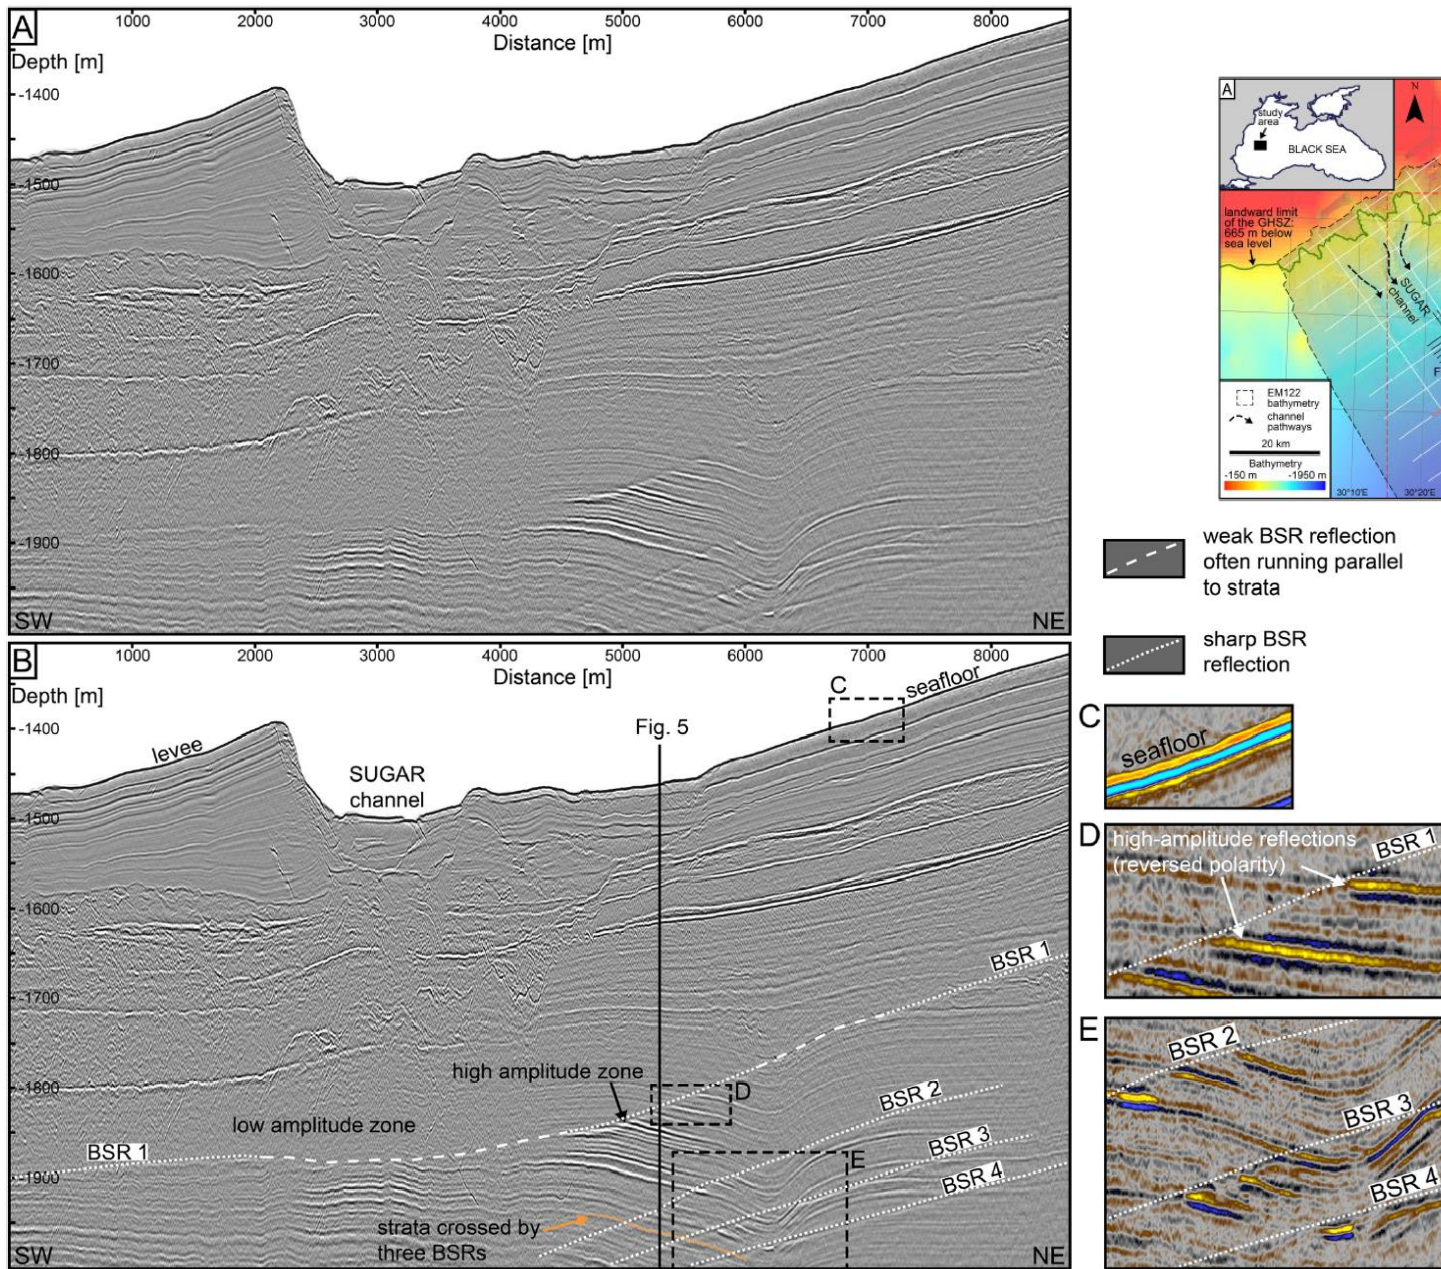 A
1000 2000 3000 4000 5000 6000 7000 8000
Distance [m]
Depth [m]
-1400
-1500
-1600
-1700
-1800
-1900
SW
NE
B
1000 2000 3000 4000 5000 6000 7000 8000
Distance [m]
Depth [m]
C
seafloor
Fig. 5
-1400
levee
SUGAR
channel
-1500
-1600
BSR 1
-1700
-1800
high amplitude zone
D
BSR 2
low amplitude zone
BSR 3
BSR 1
E
BSR 4
-1900
strata crossed by
three BSRs
SW
NE
A
N
study
area
BLACK SEA
landward limit
of the GHSZ:
665 m below
sea level
SUGAR
channel
F
EM122
bathymetry
channel
pathways
20 km
Bathymetry
-150 m -1950 m
30°10'E 30°20'E
weak BSR reflection
often running parallel
to strata
sharp BSR
reflection
C
seafloor
D
high-amplitude reflections
(reversed polarity)
BSR 1
E
BSR 2
BSR 3
BSR 4